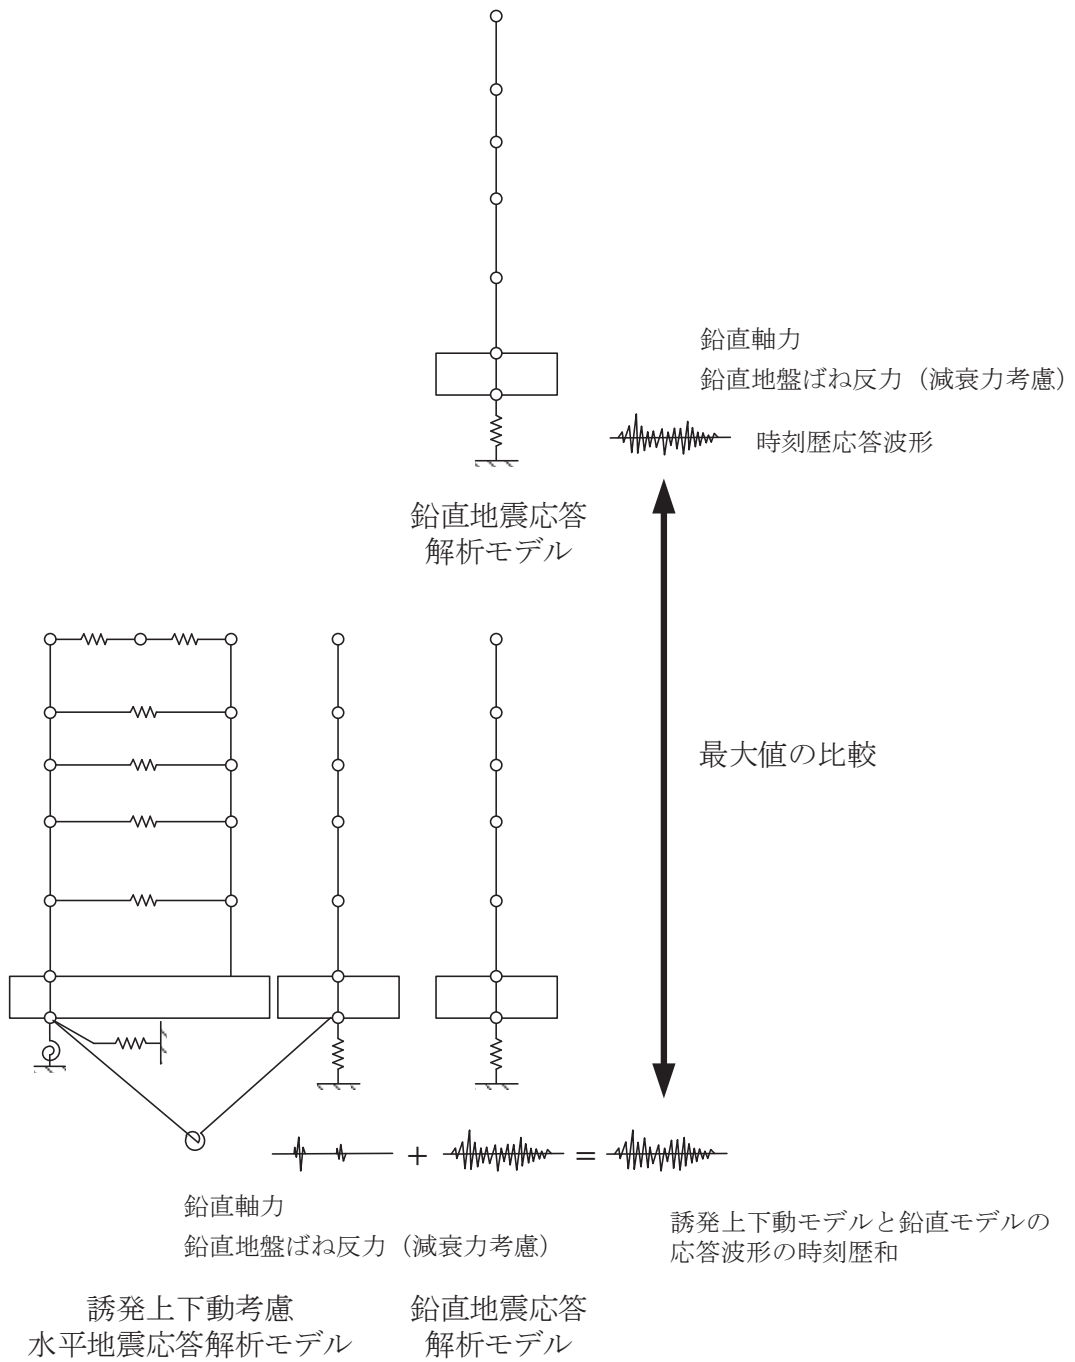 鉛直軸力
鉛直地盤ばね反力（減衰力考慮）
時刻歴応答波形
鉛直地震応答
解析モデル
最大値の比較
+
=
鉛直軸力
鉛直地盤ばね反力（減衰力考慮）
誘発上下動モデルと鉛直モデルの
応答波形の時刻歴和
誘発上下動考慮
水平地震応答解析モデル
鉛直地震応答
解析モデル